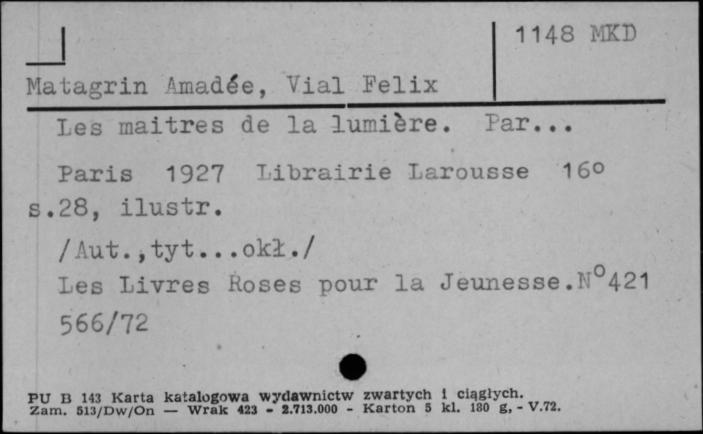 1148 MKD
Matagrin Amadée, Vial Felix
Les maitres de la lumière. Par...
Paris 1927 Librairie Larousse 16o
s.28, ilustr.
/Aut.,tyt...okł./
Les Livres Roses pour la Jeunesse.No421
566/72
PU B 143 Karta katalogowa wydawnictw zwartych i ciągłych.
Zam. 513/Dw/On — Wrak 423 - 2.713.000 - Karton 5 kl. 180 g, - V.72.